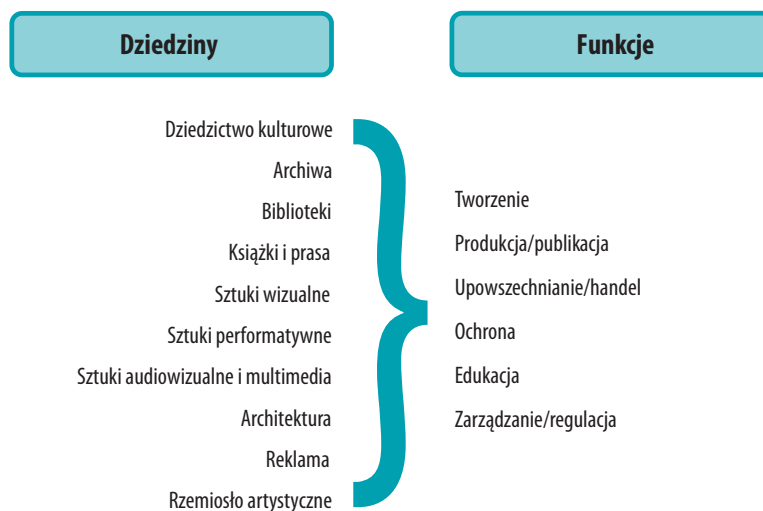 Dziedziny
Funkcje
Dziedzictwo kulturowe
Archiwa
Biblioteki
Książki i prasa
Sztuki wizualne
Sztuki performatywne
Sztuki audiowizualne i multimedia
Architektura
Reklama
Rzemiosło artystyczne
Tworzenie
Produkcja/publikacja
Upowszechnianie/handel
Ochrona
Edukacja
Zarządzanie/regulacja